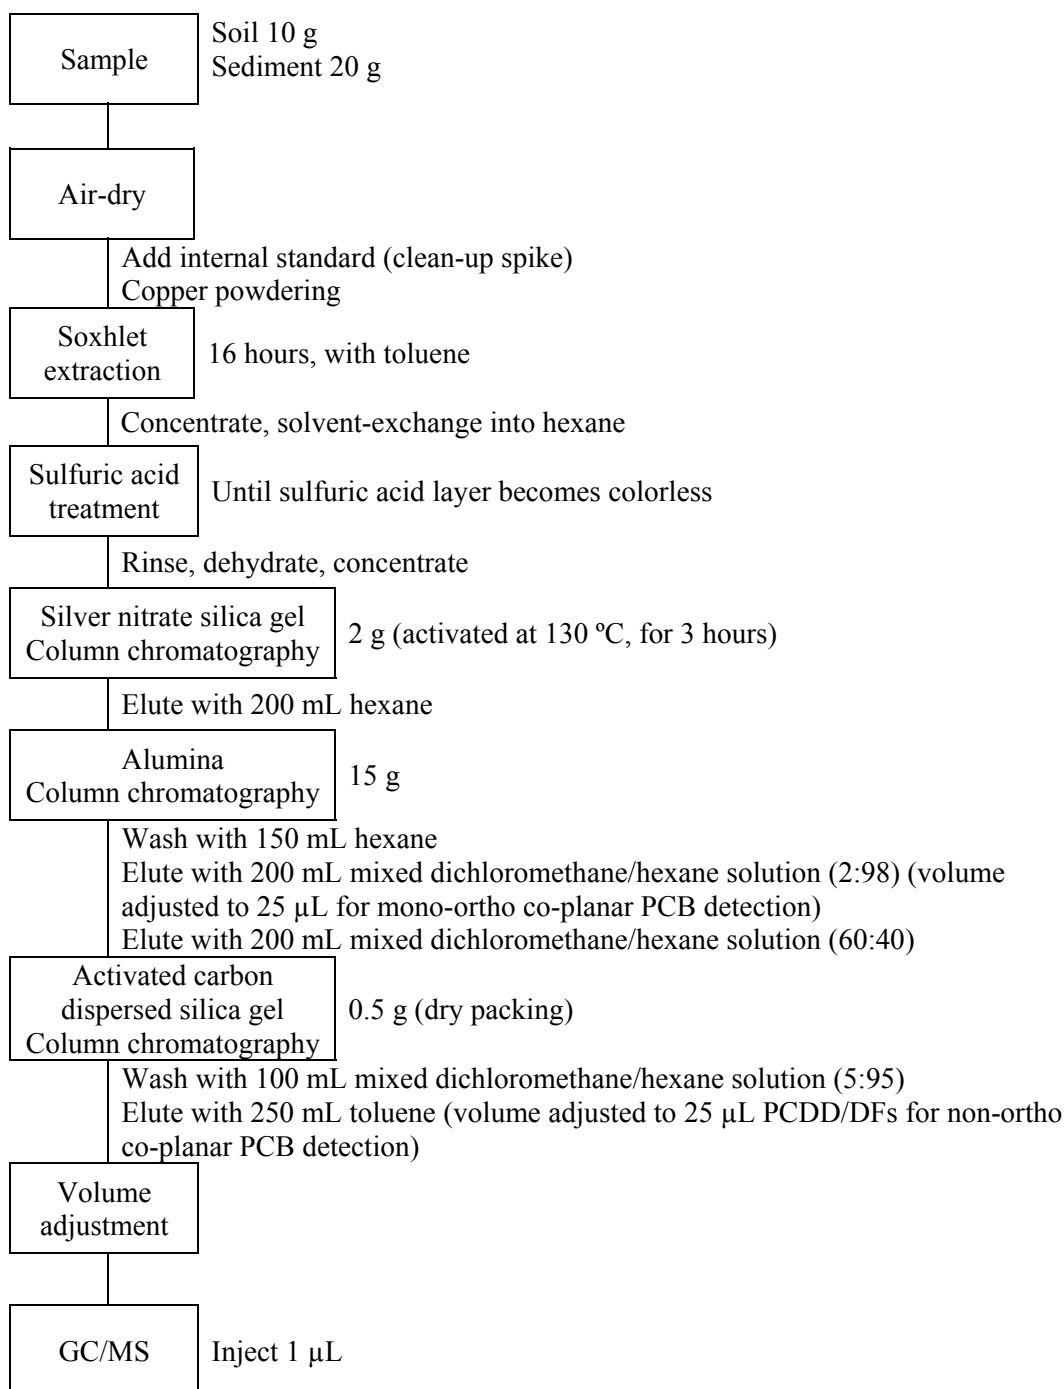 Sample
Soil 10 g
Sediment 20 g
Air-dry
Add internal standard (clean-up spike)
Copper powdering
Soxhlet
extraction
16 hours, with toluene
Concentrate, solvent-exchange into hexane
Sulfuric acid
treatment
Until sulfuric acid layer becomes colorless
Rinse, dehydrate, concentrate
Silver nitrate silica gel
Column chromatography
2 g (activated at 130 ºC, for 3 hours)
Elute with 200 mL hexane
Alumina
Column chromatography
15 g
Wash with 150 mL hexane
Elute with 200 mL mixed dichloromethane/hexane solution (2:98) (volume
adjusted to 25 µL for mono-ortho co-planar PCB detection)
Elute with 200 mL mixed dichloromethane/hexane solution (60:40)
Activated carbon
dispersed silica gel
Column chromatography
0.5 g (dry packing)
Wash with 100 mL mixed dichloromethane/hexane solution (5:95)
Elute with 250 mL toluene (volume adjusted to 25 µL PCDD/DFs for non-ortho
co-planar PCB detection)
Volume
adjustment
GC/MS
Inject 1 µL